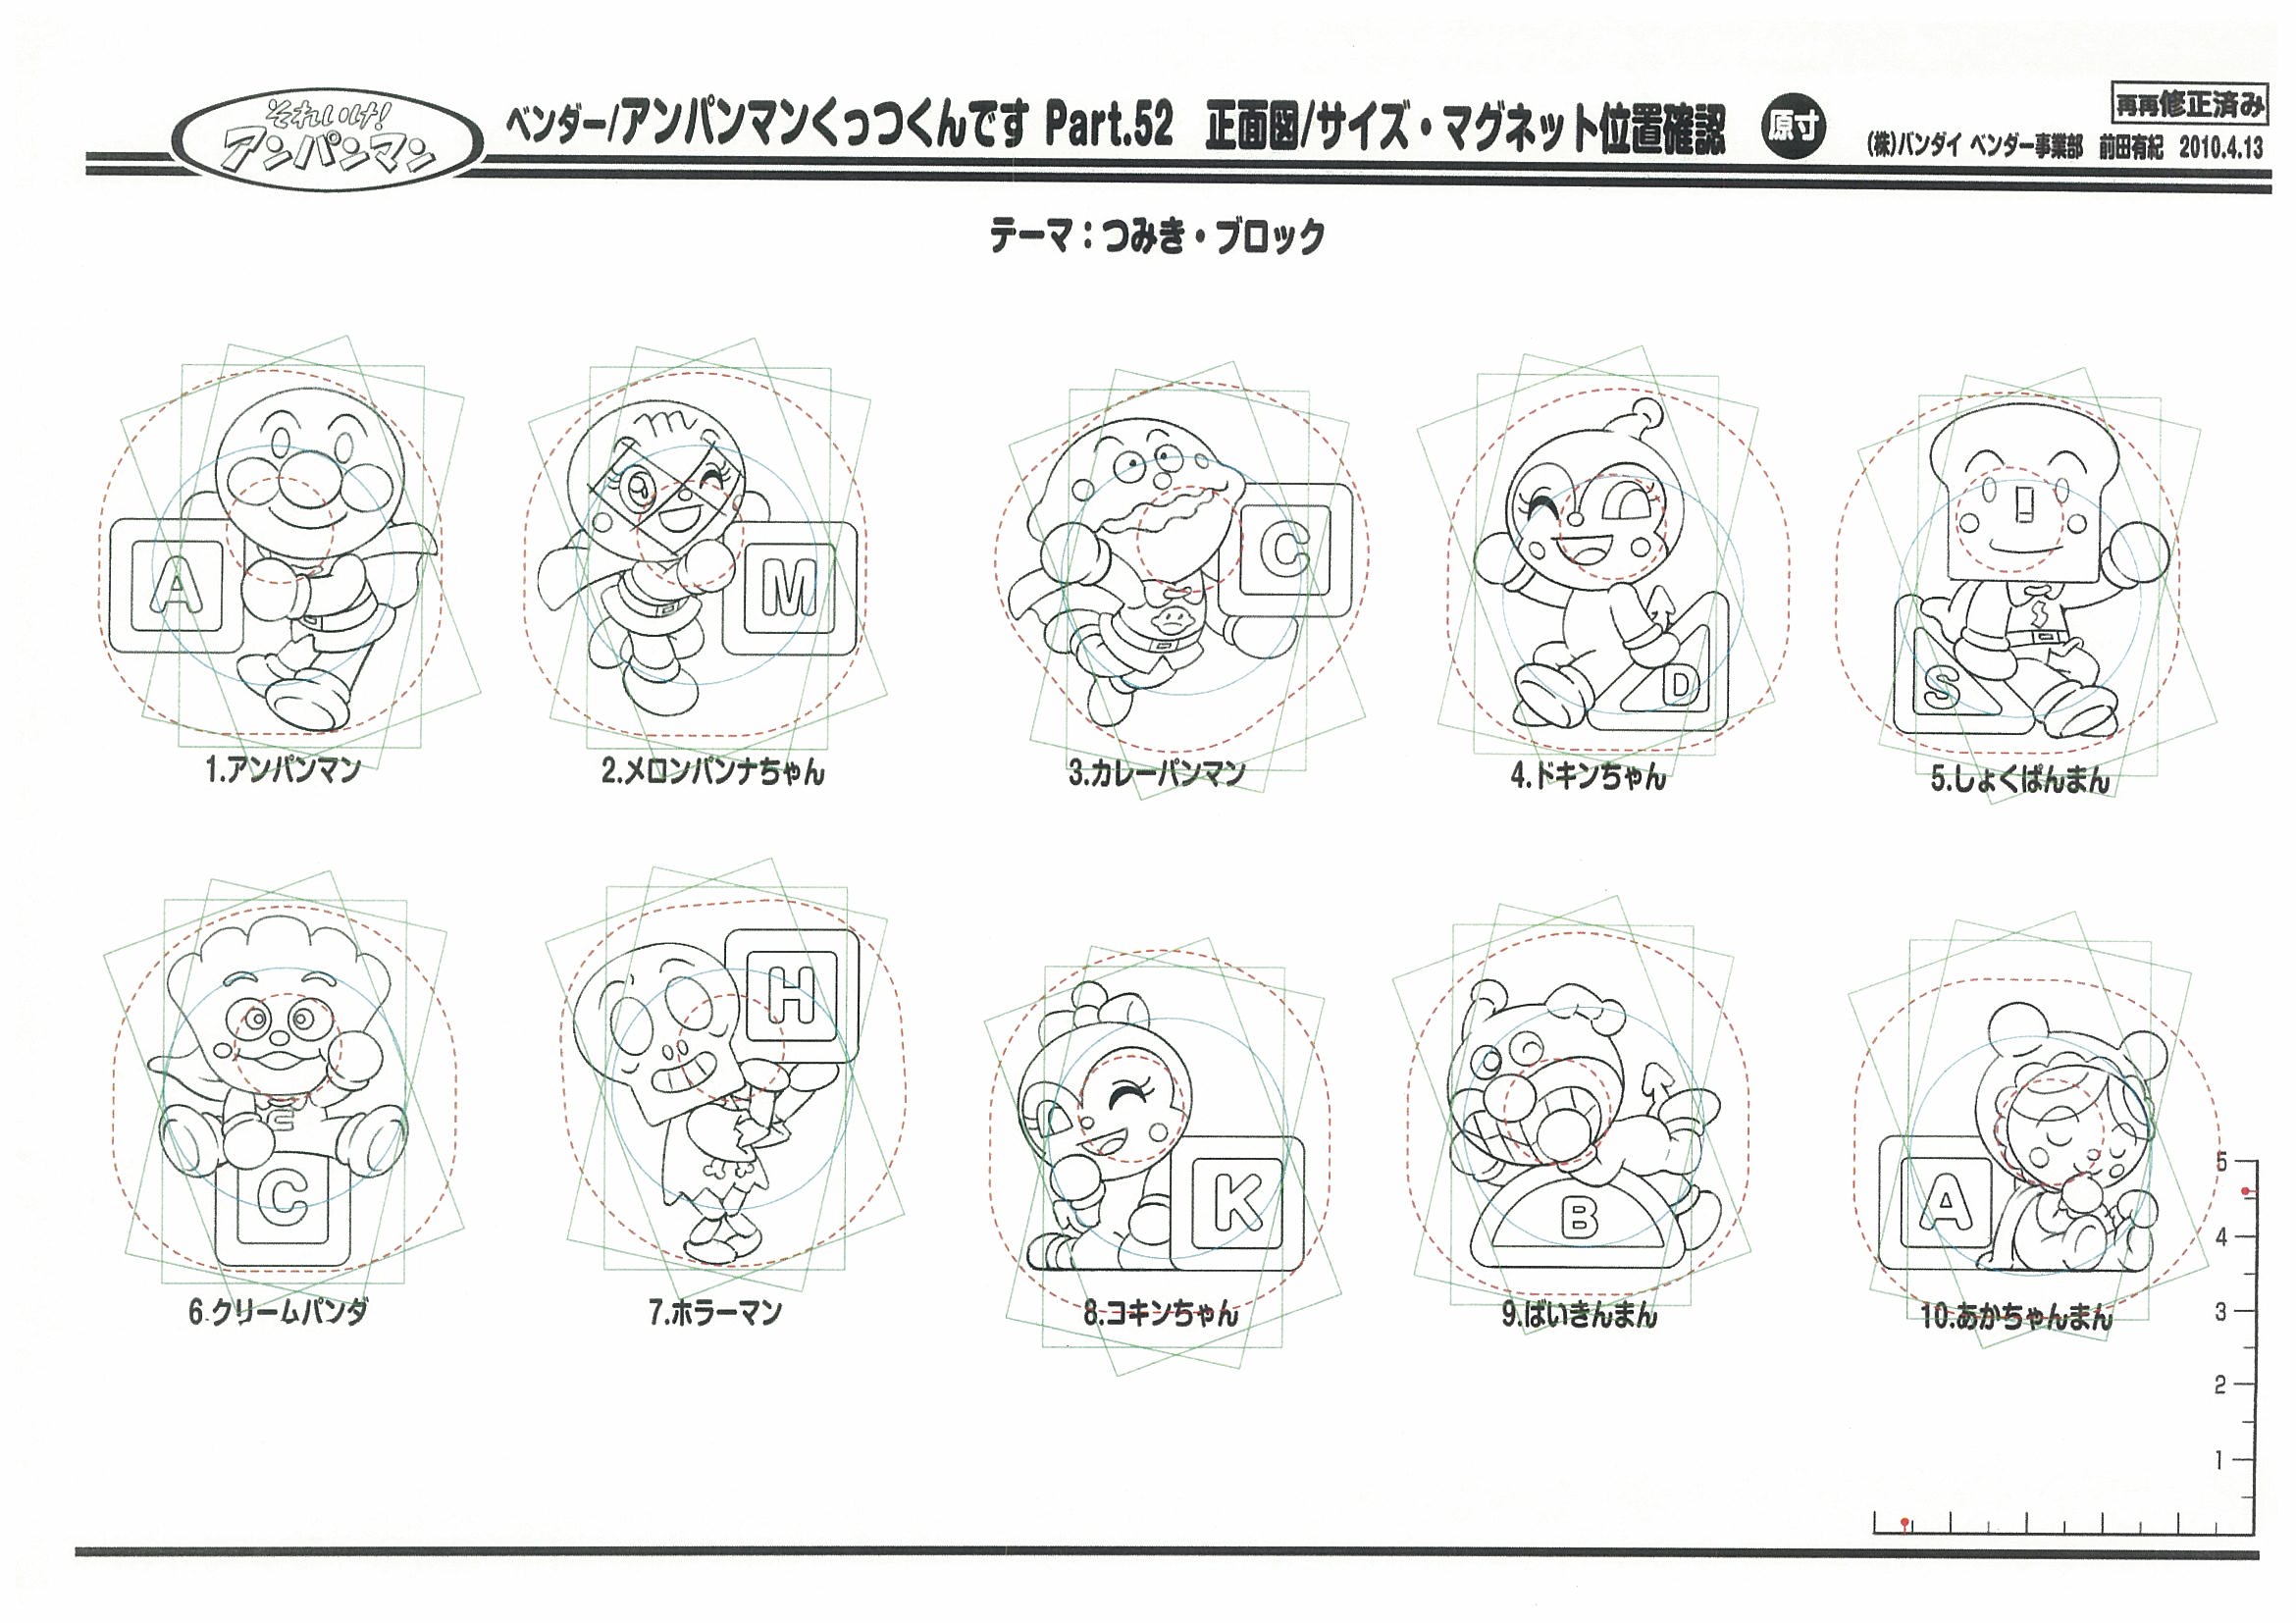 それいけ!
アンパンマン
ベンダー/アンパンマンくっつくんです Part.52 正面図/サイズ・マグネット位置確認
原寸
再再修正済み
(株)バンダイ ベンダー事業部 前田有紀 2010.4.13
テーマ:つみき・ブロック
A
M
C
D
S
1.アンパンマン
2.メロンパンナちゃん
3.カレーパンマン
4.ドキンちゃん
5.しょくぱんまん
C
H
K
B
A
6.クリームパンダ
7.ホラーマン
8.コキンちゃん
9.ばいきんまん
10.あかちゃんまん
5
4
3
2
1